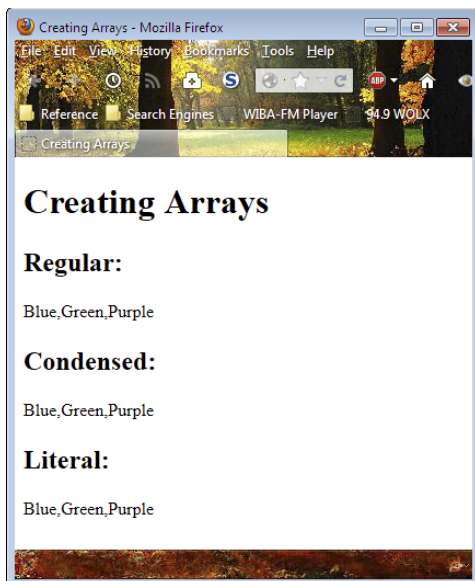 Creating Arrays - Mozilla Firefox
File Edit View History Bookmarks Tools Help
S ABP
Reference Search Engines WIBA-FM Player 94.9 WOLX
Creating Arrays
Creating Arrays
Regular:
Blue,Green,Purple
Condensed:
Blue,Green,Purple
Literal:
Blue,Green,Purple